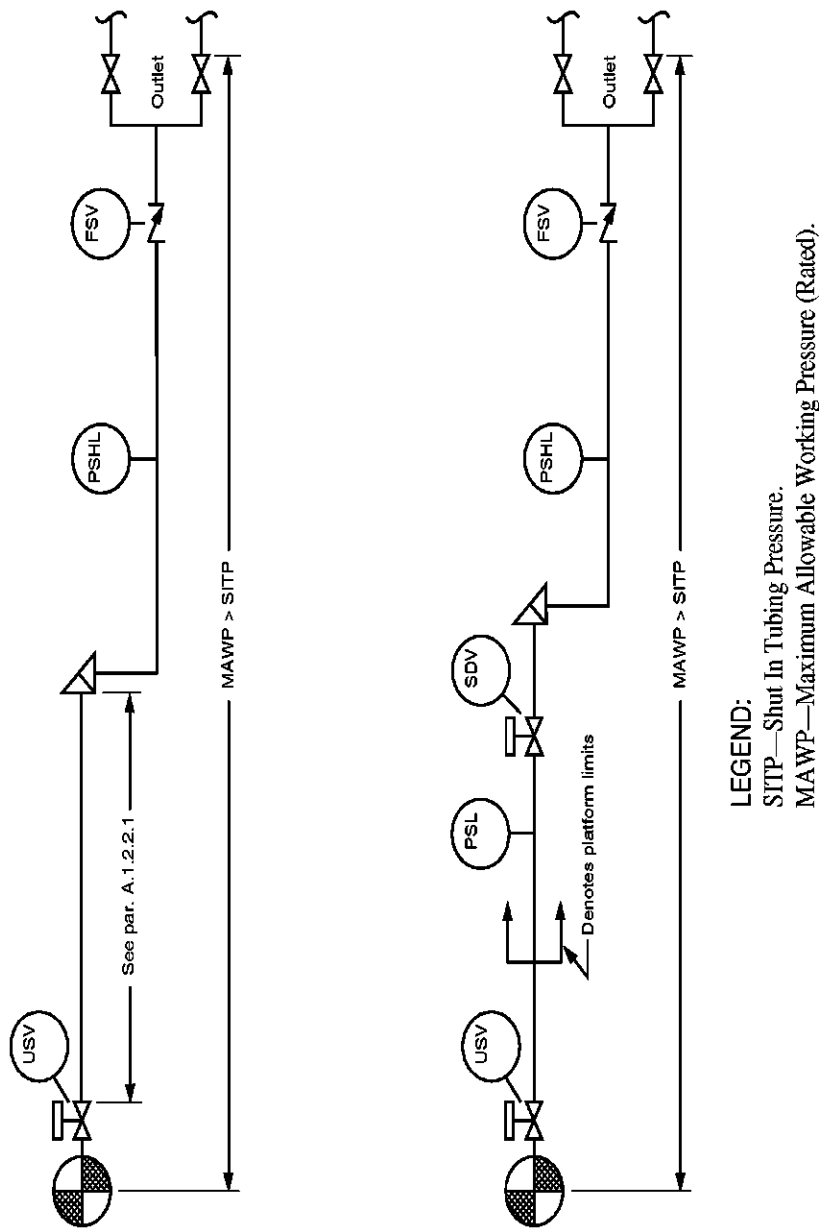 USV
See par. A.1.2.2.1
PSHL
FSV
Outlet
MAWP > SITP
USV
Denotes platform limits
PSL
SDV
PSHL
FSV
Outlet
MAWP > SITP
LEGEND:
SITP—Shut In Tubing Pressure.
MAWP—Maximum Allowable Working Pressure (Rated).